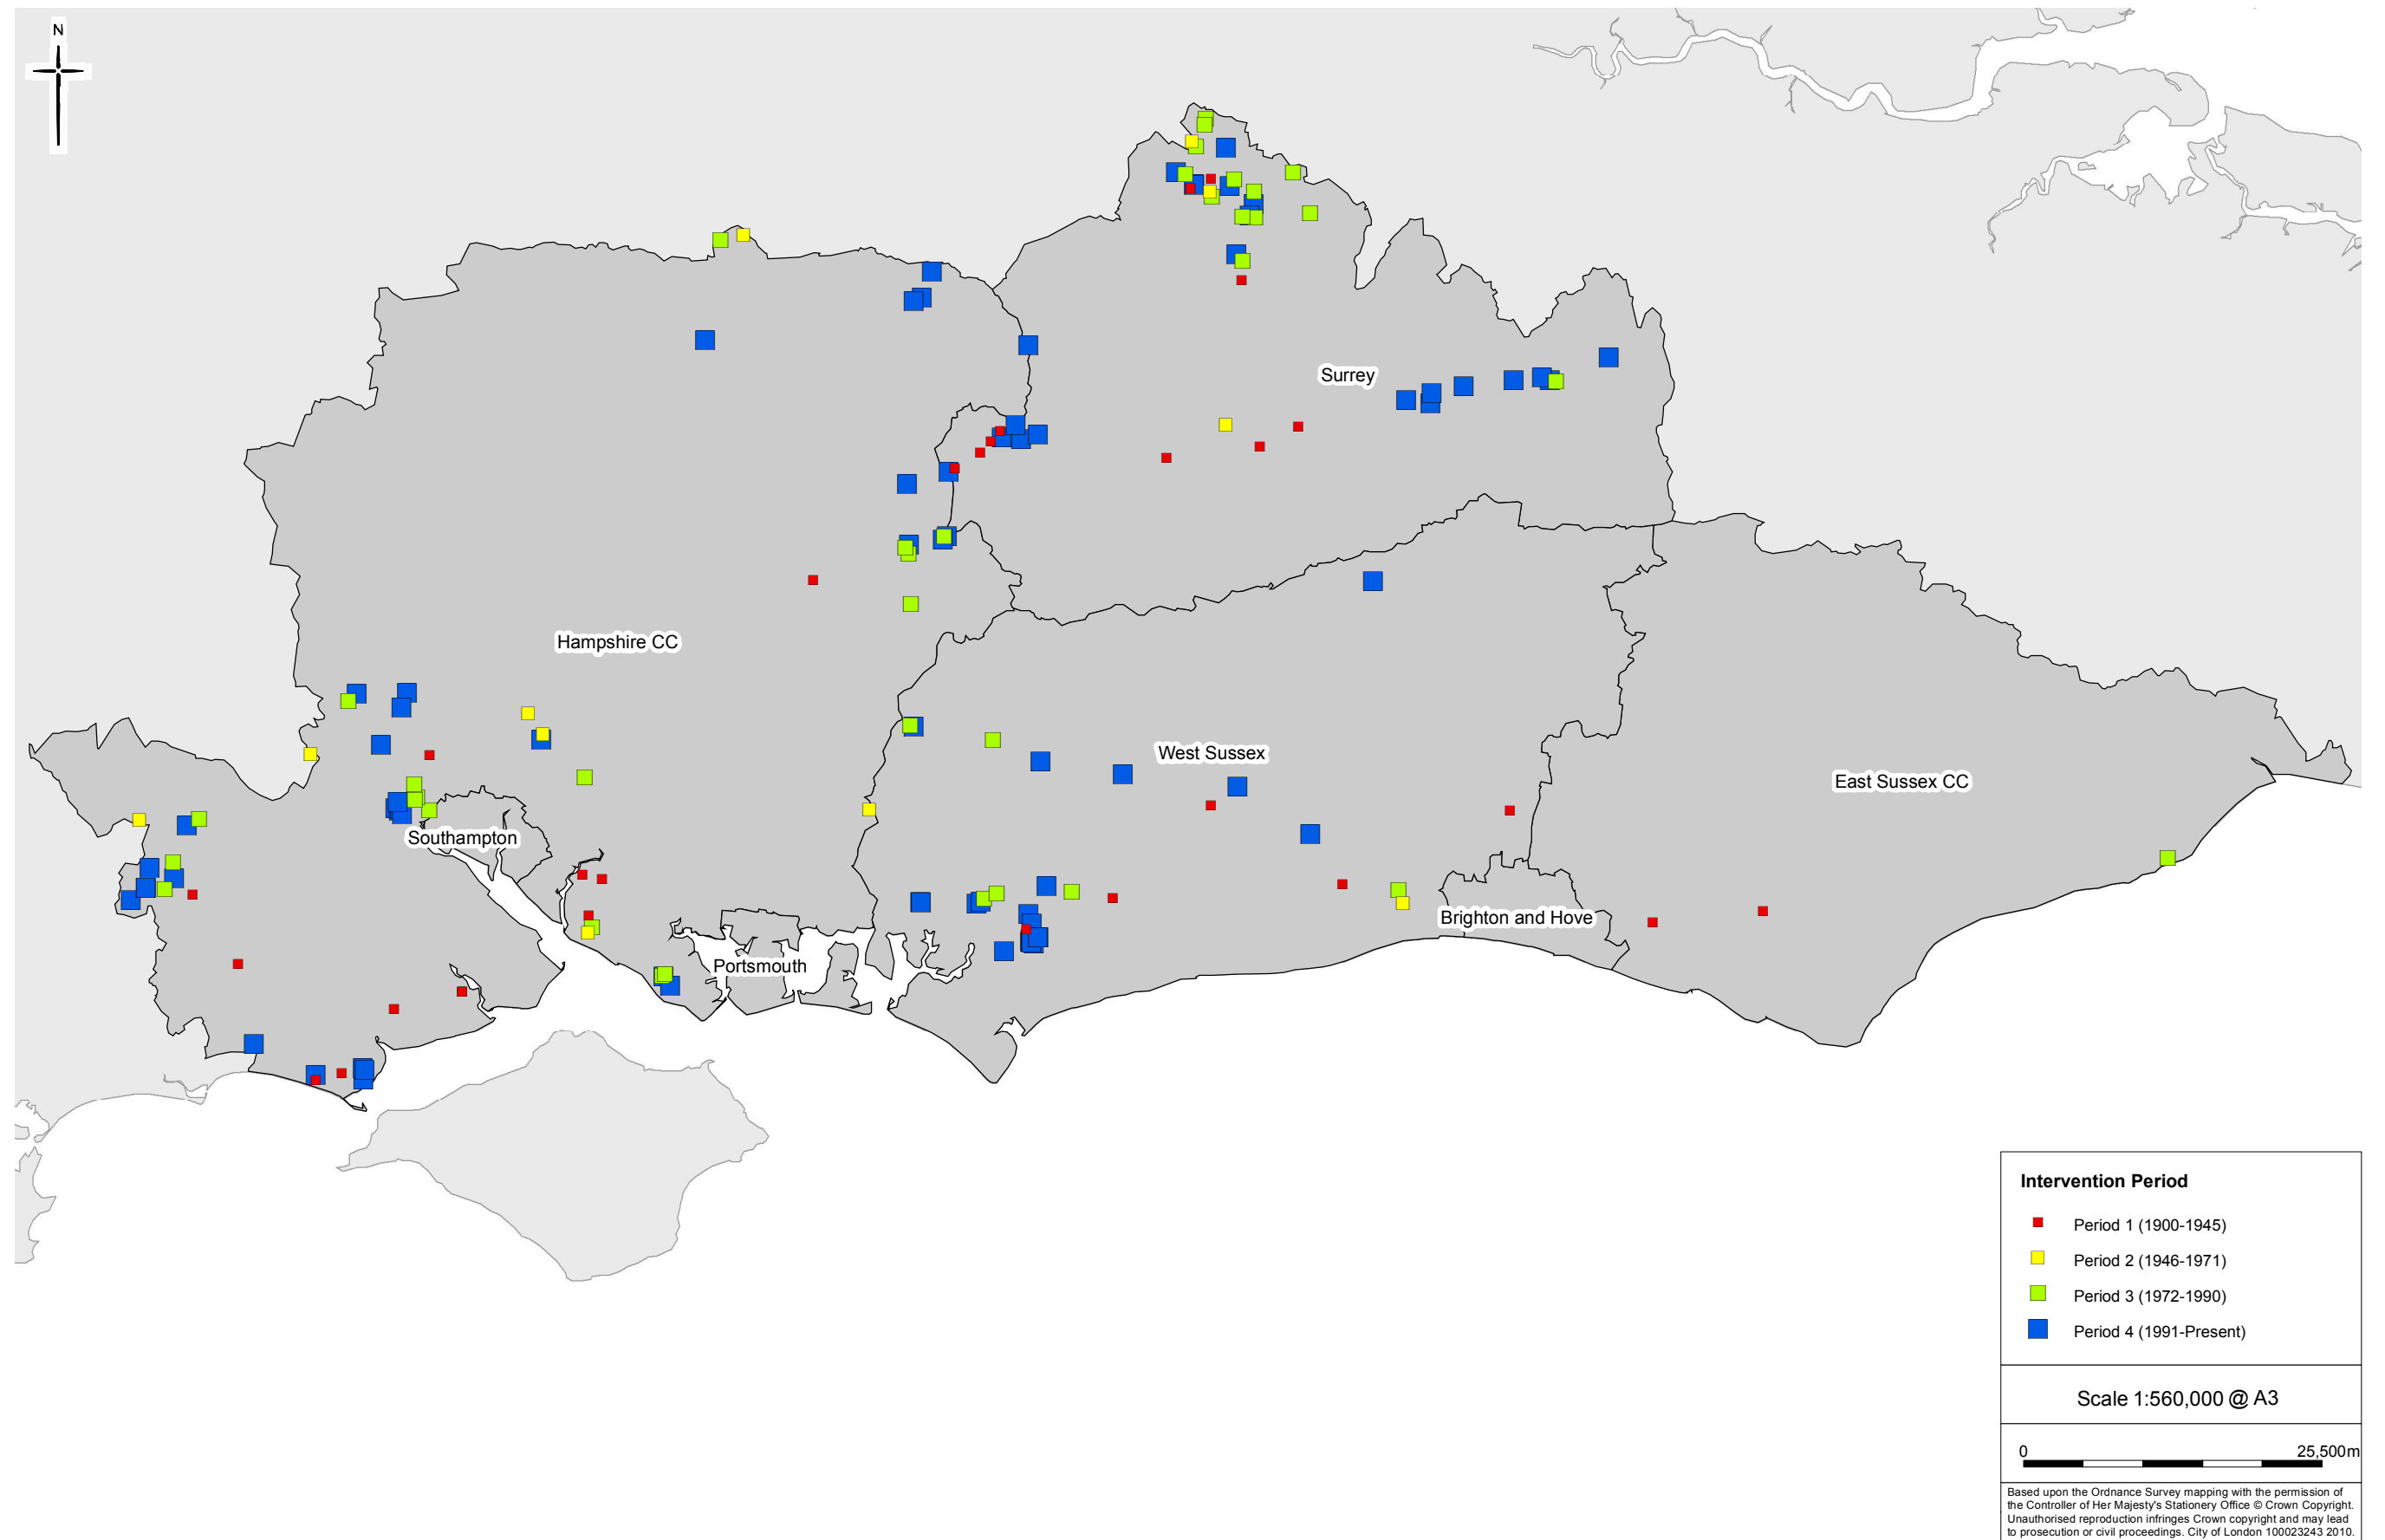 N
Surrey
Hampshire CC
West Sussex
East Sussex CC
Southampton
Brighton and Hove
Portsmouth
Intervention Period
Period 1 (1900-1945)
Period 2 (1946-1971)
Period 3 (1972-1990)
Period 4 (1991-Present)
Scale 1:560,000 @ A3
0 25,500m
Based upon the Ordnance Survey mapping with the permission of
the Controller of Her Majesty's Stationery Office © Crown Copyright.
Unauthorised reproduction infringes Crown copyright and may lead
to prosecution or civil proceedings. City of London 100023243 2010.